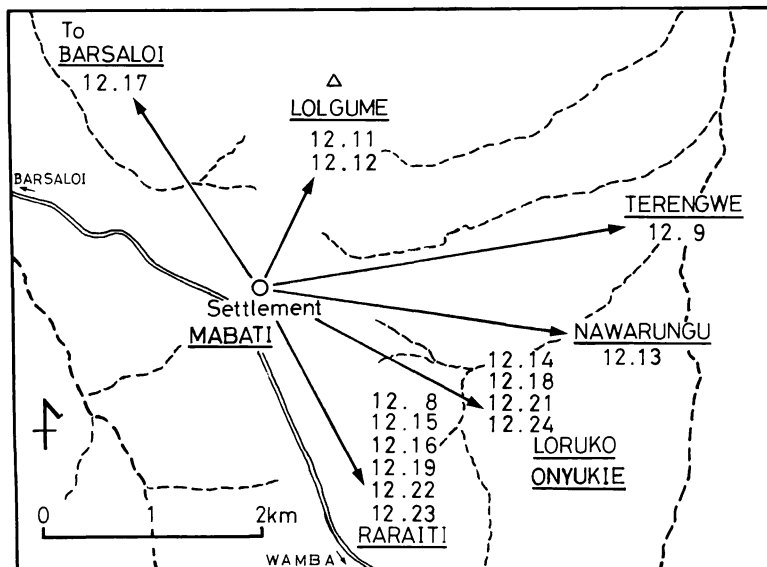 To
BARSALOI
12.17
LOLGUME
12.11
12.12
BARSALOI
TERENGWE
12. 9
Settlement
MABATI
NAWARUNGU
12.13
12.14
12.18
12.21
12.24
LORUKO
ONYUKIE
12. 8
12.15
12.16
12.19
12.22
12.23
RARAITI
0 1 2km
WAMBA